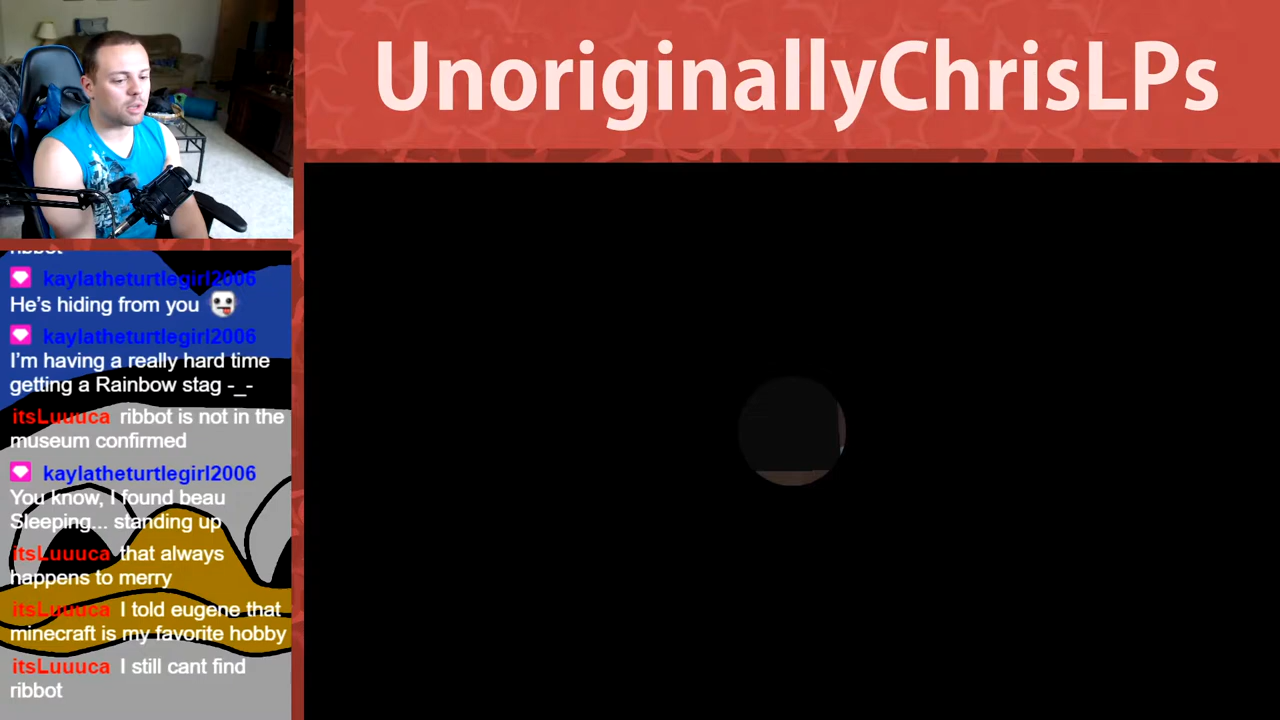 UnoriginallyChrisLPs
ribbot
kaylatheturtlegirl2006
He's hiding from you
kaylatheturtlegirl2006
I'm having a really hard time
getting a Rainbow stag -_-
itsLuuuca ribbot is not in the
museum confirmed
kaylatheturtlegirl2006
You know, I found beau
Sleeping... standing up
itsLuuuca that always
happens to merry
itsLuuuca I told eugene that
minecraft is my favorite hobby
itsLuuuca I still cant find
ribbot